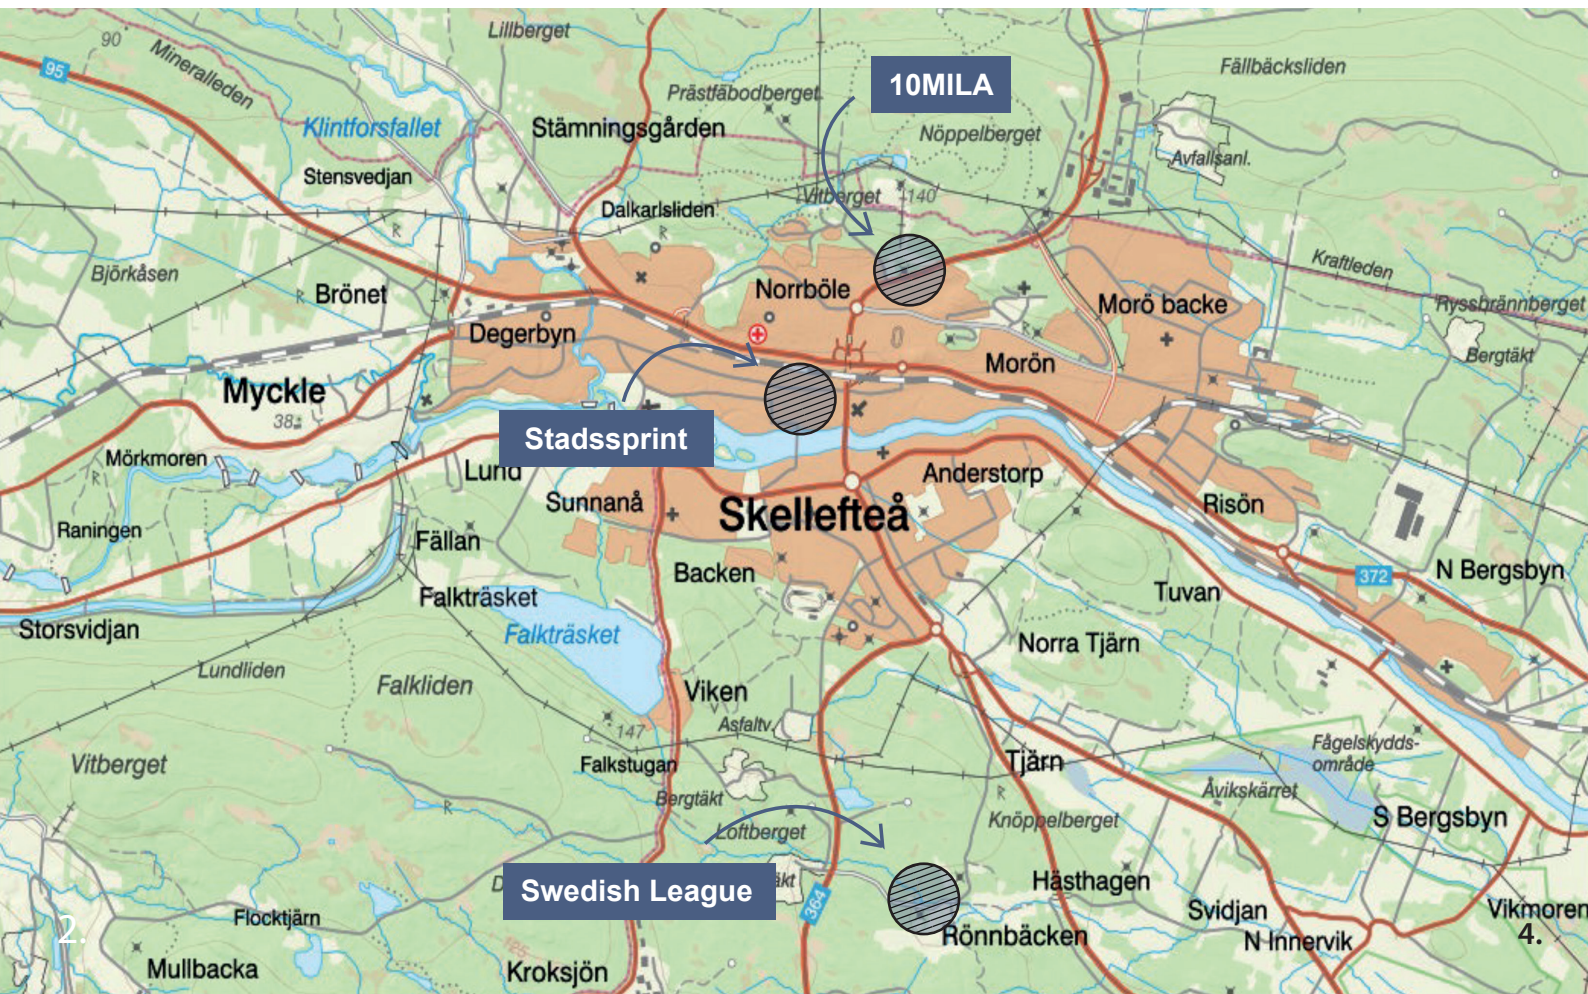 Lillberget
90
Mineralleden
95
Fällbäcksliden
10MILA
Prästfäbodberget
Klintforsfallet
Stämningsgården
Nöppelberget
Avfallsanl.
Stensvedjan
Vitberget
140
Dalkarlsliden
Björkåsen
Brönet
Norrböle
Morö backe
Kraftleden
Ryssbrännberget
Degerbyn
Morön
Bergtäkt
Myckle
38
Stadssprint
Mörkmoren
Lund
Anderstorp
Sunnanå
Skellefteå
Risön
Raningen
Fällan
Backen
372
N Bergsbyn
Falkträsket
Tuvan
Storsvidjan
Falkträsket
Norra Tjärn
Lundliden
Falkliden
Viken
Asfaltv.
147
Fågelskydds-
område
Vitberget
Falkstugan
Tjärn
Åvikskärret
Bergtäkt
Loftberget
Knöppelberget
S Bergsbyn
Swedish League
364
Hästhagen
Flocktjärn
Svidjan
Vikmoren
2.
Rönnbäcken
N Innervik
4.
125
Mullbacka
Kroksjön